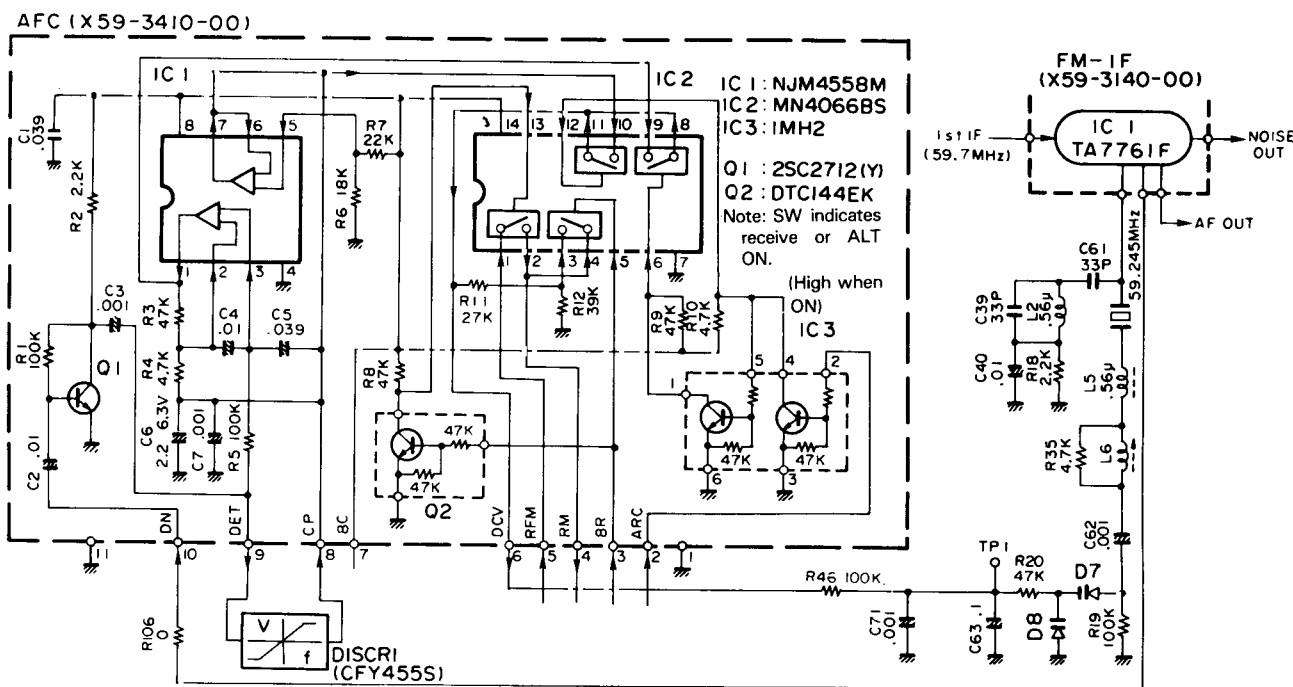 AFC (X59-3410-00)
IC 1
IC2
IC 1 : NJM4558M
IC2 : MN4066BS
IC3 : IMH2
Q1 : 2SC2712(Y)
Q2 : DTC144EK
Note: SW indicates
receive or ALT
ON.
(High when
ON)
FM-IF
(X59-3140-00)
IC 1
TA7761F
1st IF
(59.7MHz)
NOISE
OUT
AF OUT
8
7
6
5
14
13
12
11
10
9
8
C1
.039
R2 2.2K
R7
22K
R6 18K
1
2
3
4
1
2
3
4
5
6
7
C3
.001
R3
47K
C4
.01
C5
.039
R11
27K
R12
39K
R9
47K
R10
4.7K
IC3
R1
100K
Q1
R4
4.7K
R8
47K
C6
2.2 6.3V
C7 .001
R5 100K
C2 .01
47K
47K
Q2
5
4
2
1
47K
47K
6
3
C61
33P
59.245MHz
C39
33P
L2
.56μ
C40
.01
R18
2.2K
L5
.56μ
R35
4.7K
L6
C62
.001
DN
DET
CP
8C
DCV
RFM
RM
8R
ARC
11
10
9
8
7
6
5
4
3
2
1
R46 100K
TP1
R20
47K
D7
D8
R19
100K
C71
.001
C63 .1
R106
0
V
f
DISCRI
(CFY455S)